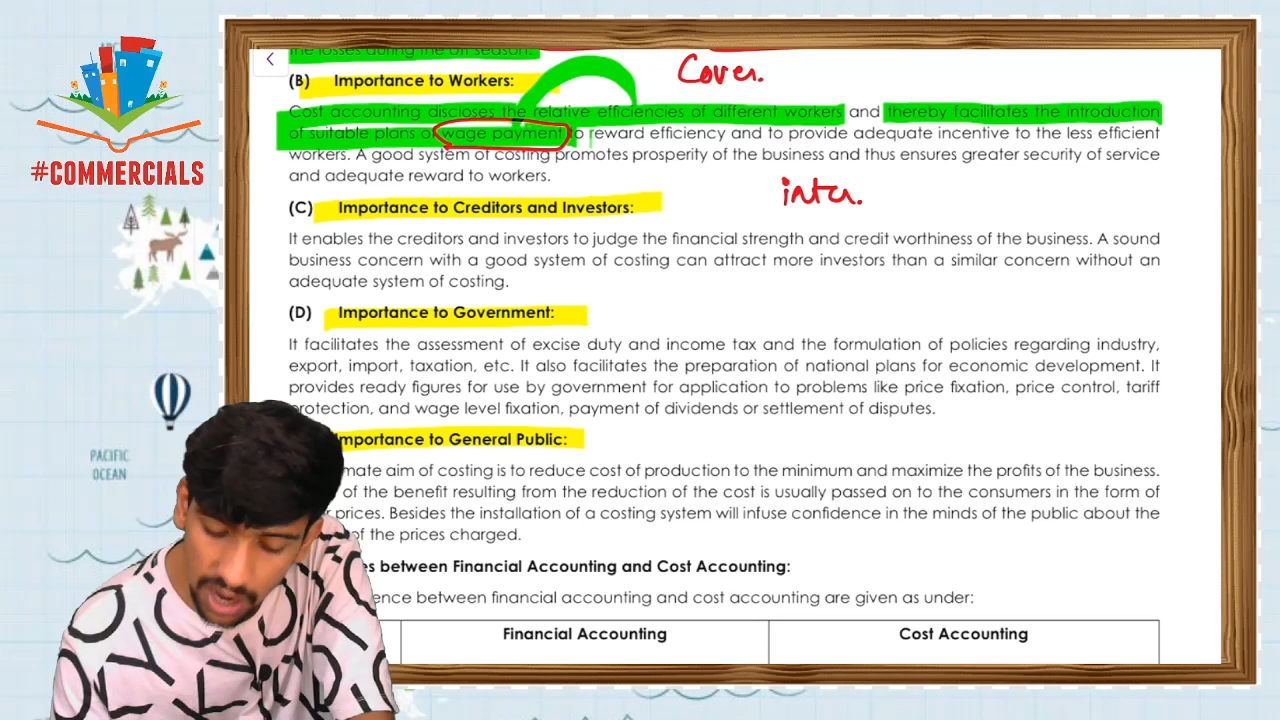 the losses during the off season.
Cover.
(B) Importance to Workers:
Cost accounting discloses the relative efficiencies of different workers and thereby facilitates the introduction
of suitable plans of wage payment to reward efficiency and to provide adequate incentive to the less efficient
workers. A good system of costing promotes prosperity of the business and thus ensures greater security of service
and adequate reward to workers.
#COMMERCIALS
inter.
(C) Importance to Creditors and Investors:
It enables the creditors and investors to judge the financial strength and credit worthiness of the business. A sound
business concern with a good system of costing can attract more investors than a similar concern without an
adequate system of costing.
(D) Importance to Government:
It facilitates the assessment of excise duty and income tax and the formulation of policies regarding industry,
export, import, taxation, etc. It also facilitates the preparation of national plans for economic development. It
provides ready figures for use by government for application to problems like price fixation, price control, tariff
protection, and wage level fixation, payment of dividends or settlement of disputes.
PACIFIC
OCEAN
Importance to General Public:
aim of costing is to reduce cost of production to the minimum and maximize the profits of the business.
of the benefit resulting from the reduction of the cost is usually passed on to the consumers in the form of
prices. Besides the installation of a costing system will infuse confidence in the minds of the public about the
of the prices charged.
between Financial Accounting and Cost Accounting:
between financial accounting and cost accounting are given as under:
Financial Accounting Cost Accounting